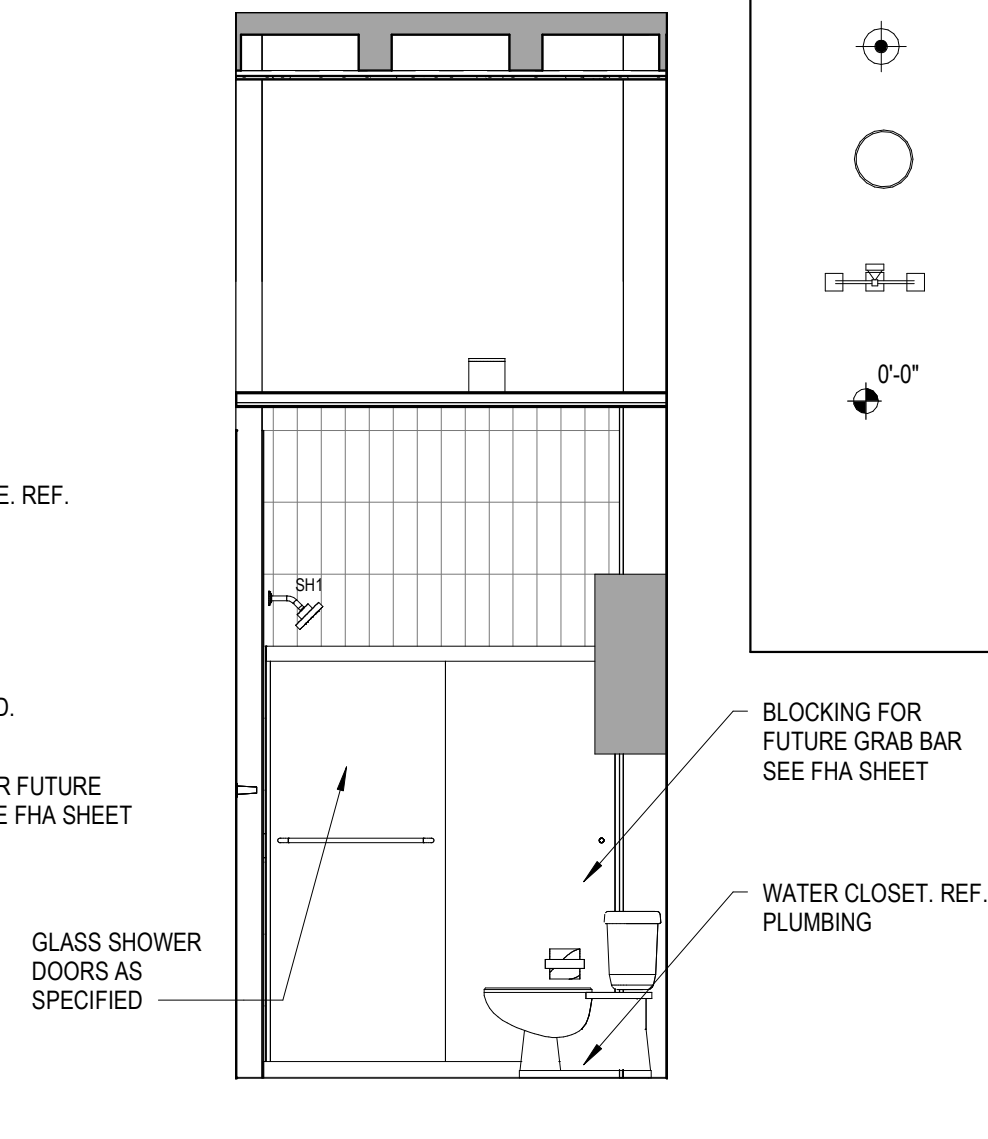 0'-0"
E. REF.
SH1
D.
R FUTURE
E FHA SHEET
BLOCKING FOR
FUTURE GRAB BAR
SEE FHA SHEET
WATER CLOSET. REF.
PLUMBING
GLASS SHOWER
DOORS AS
SPECIFIED